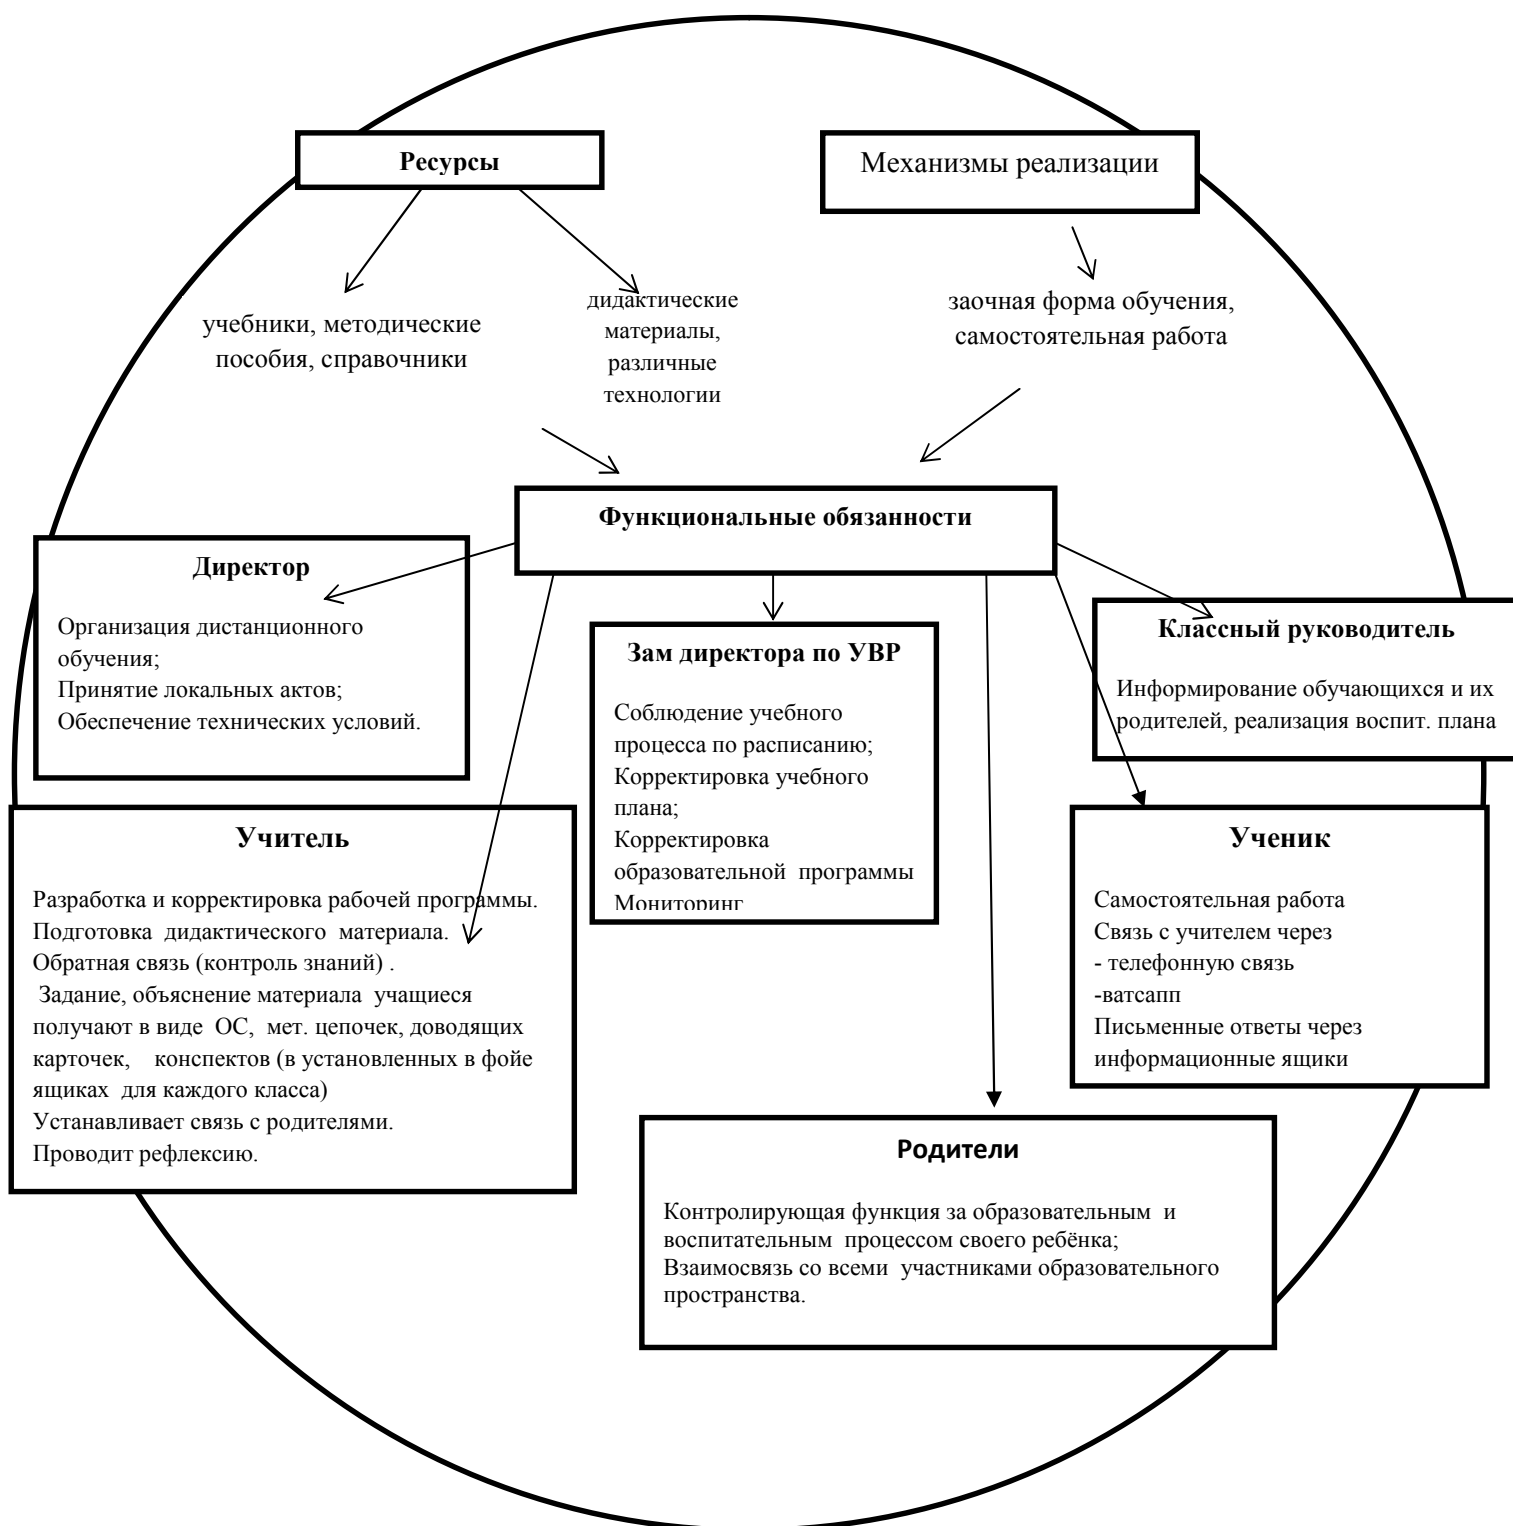 Ресурсы
Механизмы реализации
учебники, методические
пособия, справочники
дидактические
материалы,
различные
технологии
заочная форма обучения,
самостоятельная работа
Функциональные обязанности
Директор
Организация дистанционного
обучения;
Принятие локальных актов;
Обеспечение технических условий.
Зам директора по УВР
Соблюдение учебного
процесса по расписанию;
Корректировка учебного
плана;
Корректировка
образовательной программы
Мониторинг
Классный руководитель
Информирование обучающихся и их
родителей, реализация воспит. плана
Учитель
Разработка и корректировка рабочей программы.
Подготовка дидактического материала.
Обратная связь (контроль знаний) .
Задание, объяснение материала учащиеся
получают в виде ОС, мет. цепочек, доводящих
карточек, конспектов (в установленных в фойе
ящиках для каждого класса)
Устанавливает связь с родителями.
Проводит рефлексию.
Ученик
Самостоятельная работа
Связь с учителем через
- телефонную связь
-ватсапп
Письменные ответы через
информационные ящики
Родители
Контролирующая функция за образовательным и
воспитательным процессом своего ребёнка;
Взаимосвязь со всеми участниками образовательного
пространства.